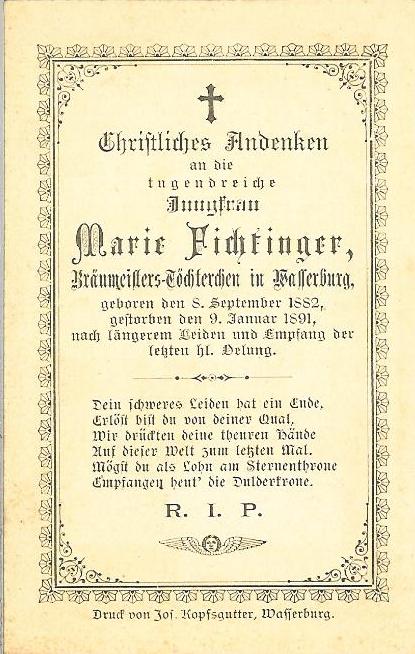 Christliches Andenken
an die
tugendreiche
Jungfrau
Marie Fichtinger,
Bräumeisters-Töchterchen in Wasserburg,
geboren den 8. September 1882,
gestorben den 9. Januar 1891,
nach längerem Leiden und Empfang der
letzten hl. Oelung.
Dein schweres Leiden hat ein Ende,
Erlöst bist du von deiner Qual,
Wir drückten deine theuren Hände
Auf dieser Welt zum letzten Mal.
Mögst du als Lohn am Sternenthrone
Empfangen heut' die Dulderkrone.
R. I. P.
Druck von Jos. Kopfsgutter, Wasserburg.